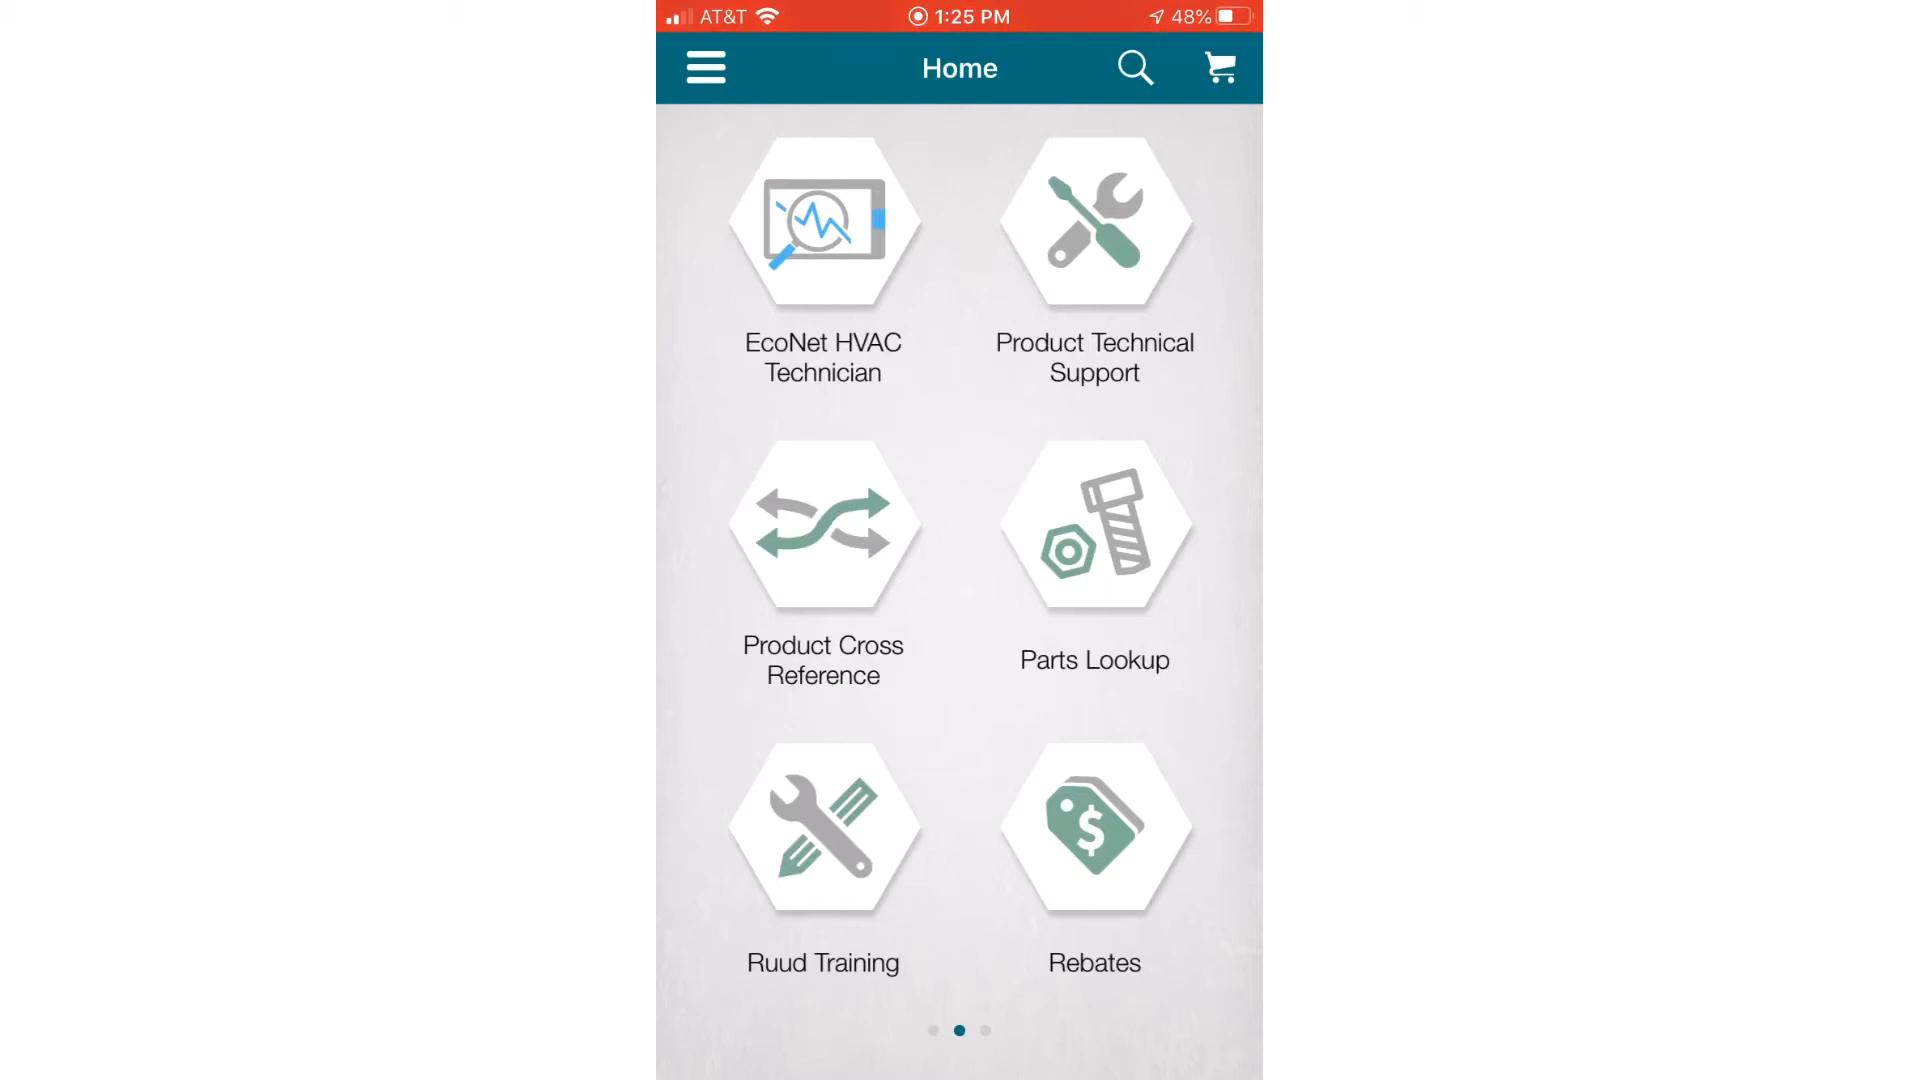 AT&T
1:25 PM
48%
Home
EcoNet HVAC
Technician
Product Technical
Support
Product Cross
Reference
Parts Lookup
Ruud Training
Rebates